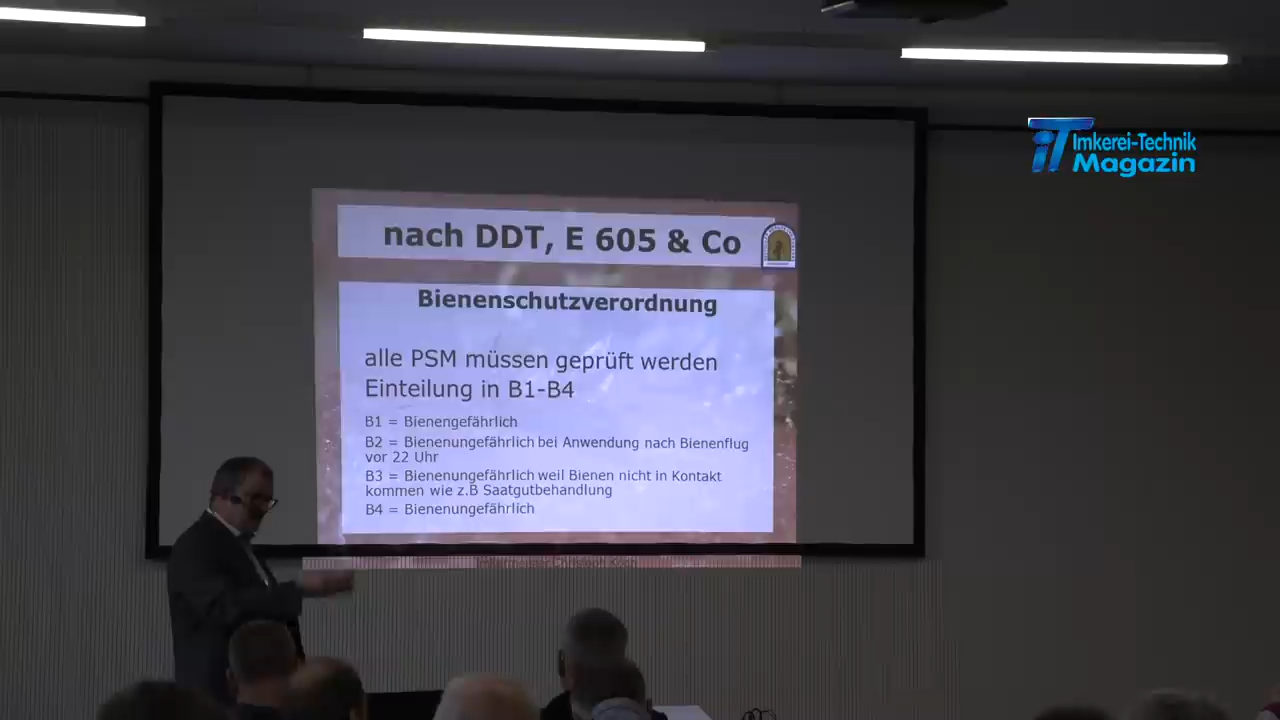 Imkerei-Technik
Magazin
nach DDT, E 605 & Co
Bienenschutzverordnung
alle PSM müssen geprüft werden
Einteilung in B1-B4
B1 = Bienengefährlich
B2 = Bienenungefährlich bei Anwendung nach Bienenflug
vor 22 Uhr
B3 = Bienenungefährlich weil Bienen nicht in Kontakt
kommen wie z.B Saatgutbehandlung
B4 = Bienenungefährlich